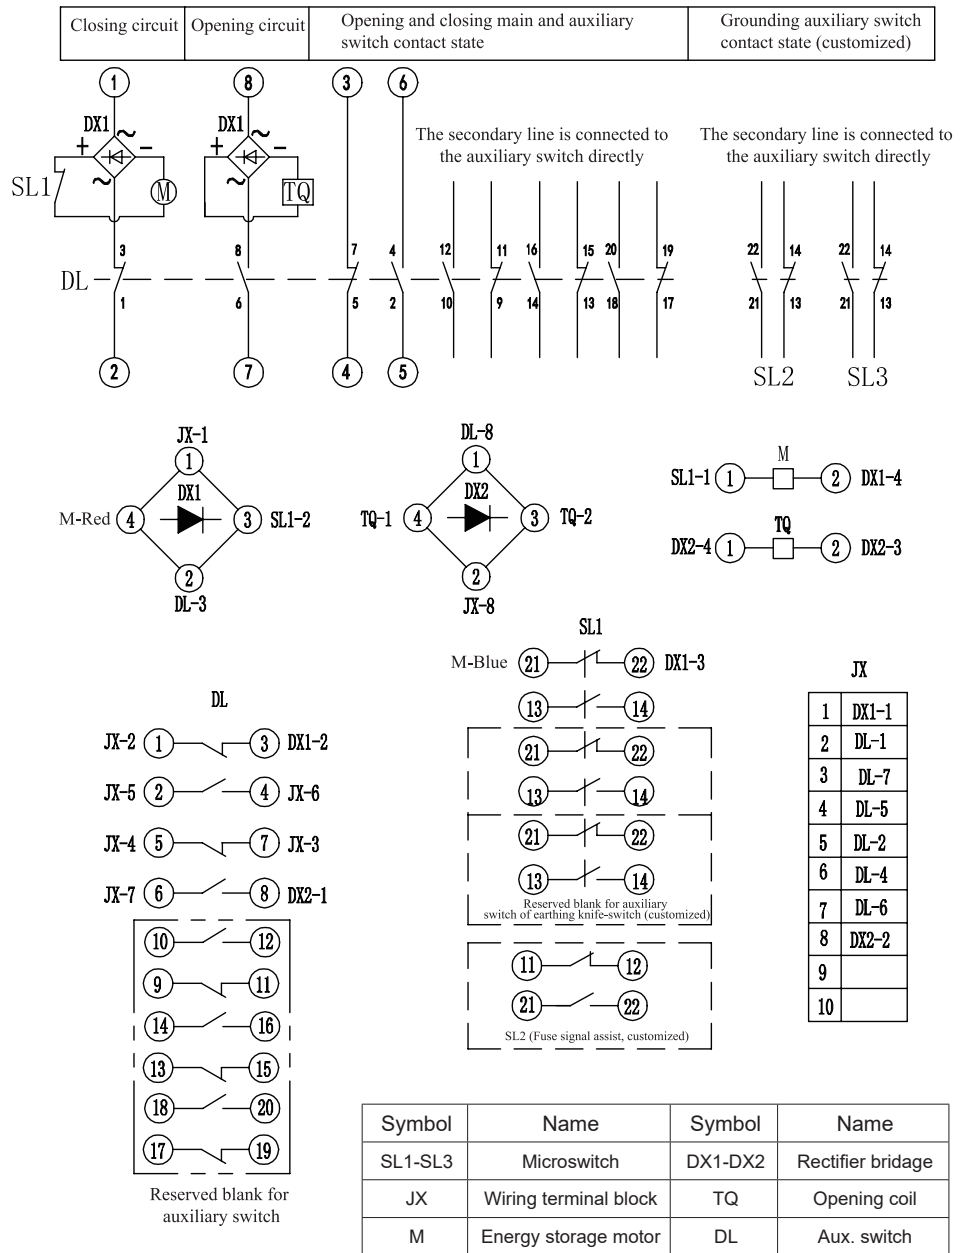 Closing circuit Opening circuit Opening and closing main and auxiliary Grounding auxiliary switch
switch contact state contact state (customized)
1 8 3 6
DX1 ~ DX1 ~
+ - + -
The secondary line is connected to The secondary line is connected to
the auxiliary switch directly the auxiliary switch directly
SL1 ~ M ~ TQ
3 8 7 4 12 11 16 15 20 19 22 14 22 14
DL
1 6 5 2 10 9 14 13 18 17 21 13 21 13
2 7 4 5
SL2 SL3
JX-1 DL-8
1 1
M
DX1 DX2
SL1-1 1 2 DX1-4
M-Red 4 3 SL1-2 TQ-1 4 3 TQ-2
TQ
DX2-4 1 2 DX2-3
2 2
DL-3 JX-8
SL1
M-Blue 21 22 DX1-3
13 14
21 22
13 14
21 22
13 14
Reserved blank for auxiliary
switch of earthing knife-switch (customized)
11 12
21 22
SL2 (Fuse signal assist, customized)
JX
1 DX1-1
2 DL-1
3 DL-7
4 DL-5
5 DL-2
6 DL-4
7 DL-6
8 DX2-2
9
10
DL
JX-2 1 3 DX1-2
JX-5 2 4 JX-6
JX-4 5 7 JX-3
JX-7 6 8 DX2-1
10 12
9 11
14 16
13 15
18 20
17 19
Reserved blank for
auxiliary switch
Symbol Name Symbol Name
SL1-SL3 Microswitch DX1-DX2 Rectifier bridage
JX Wiring terminal block TQ Opening coil
M Energy storage motor DL Aux. switch